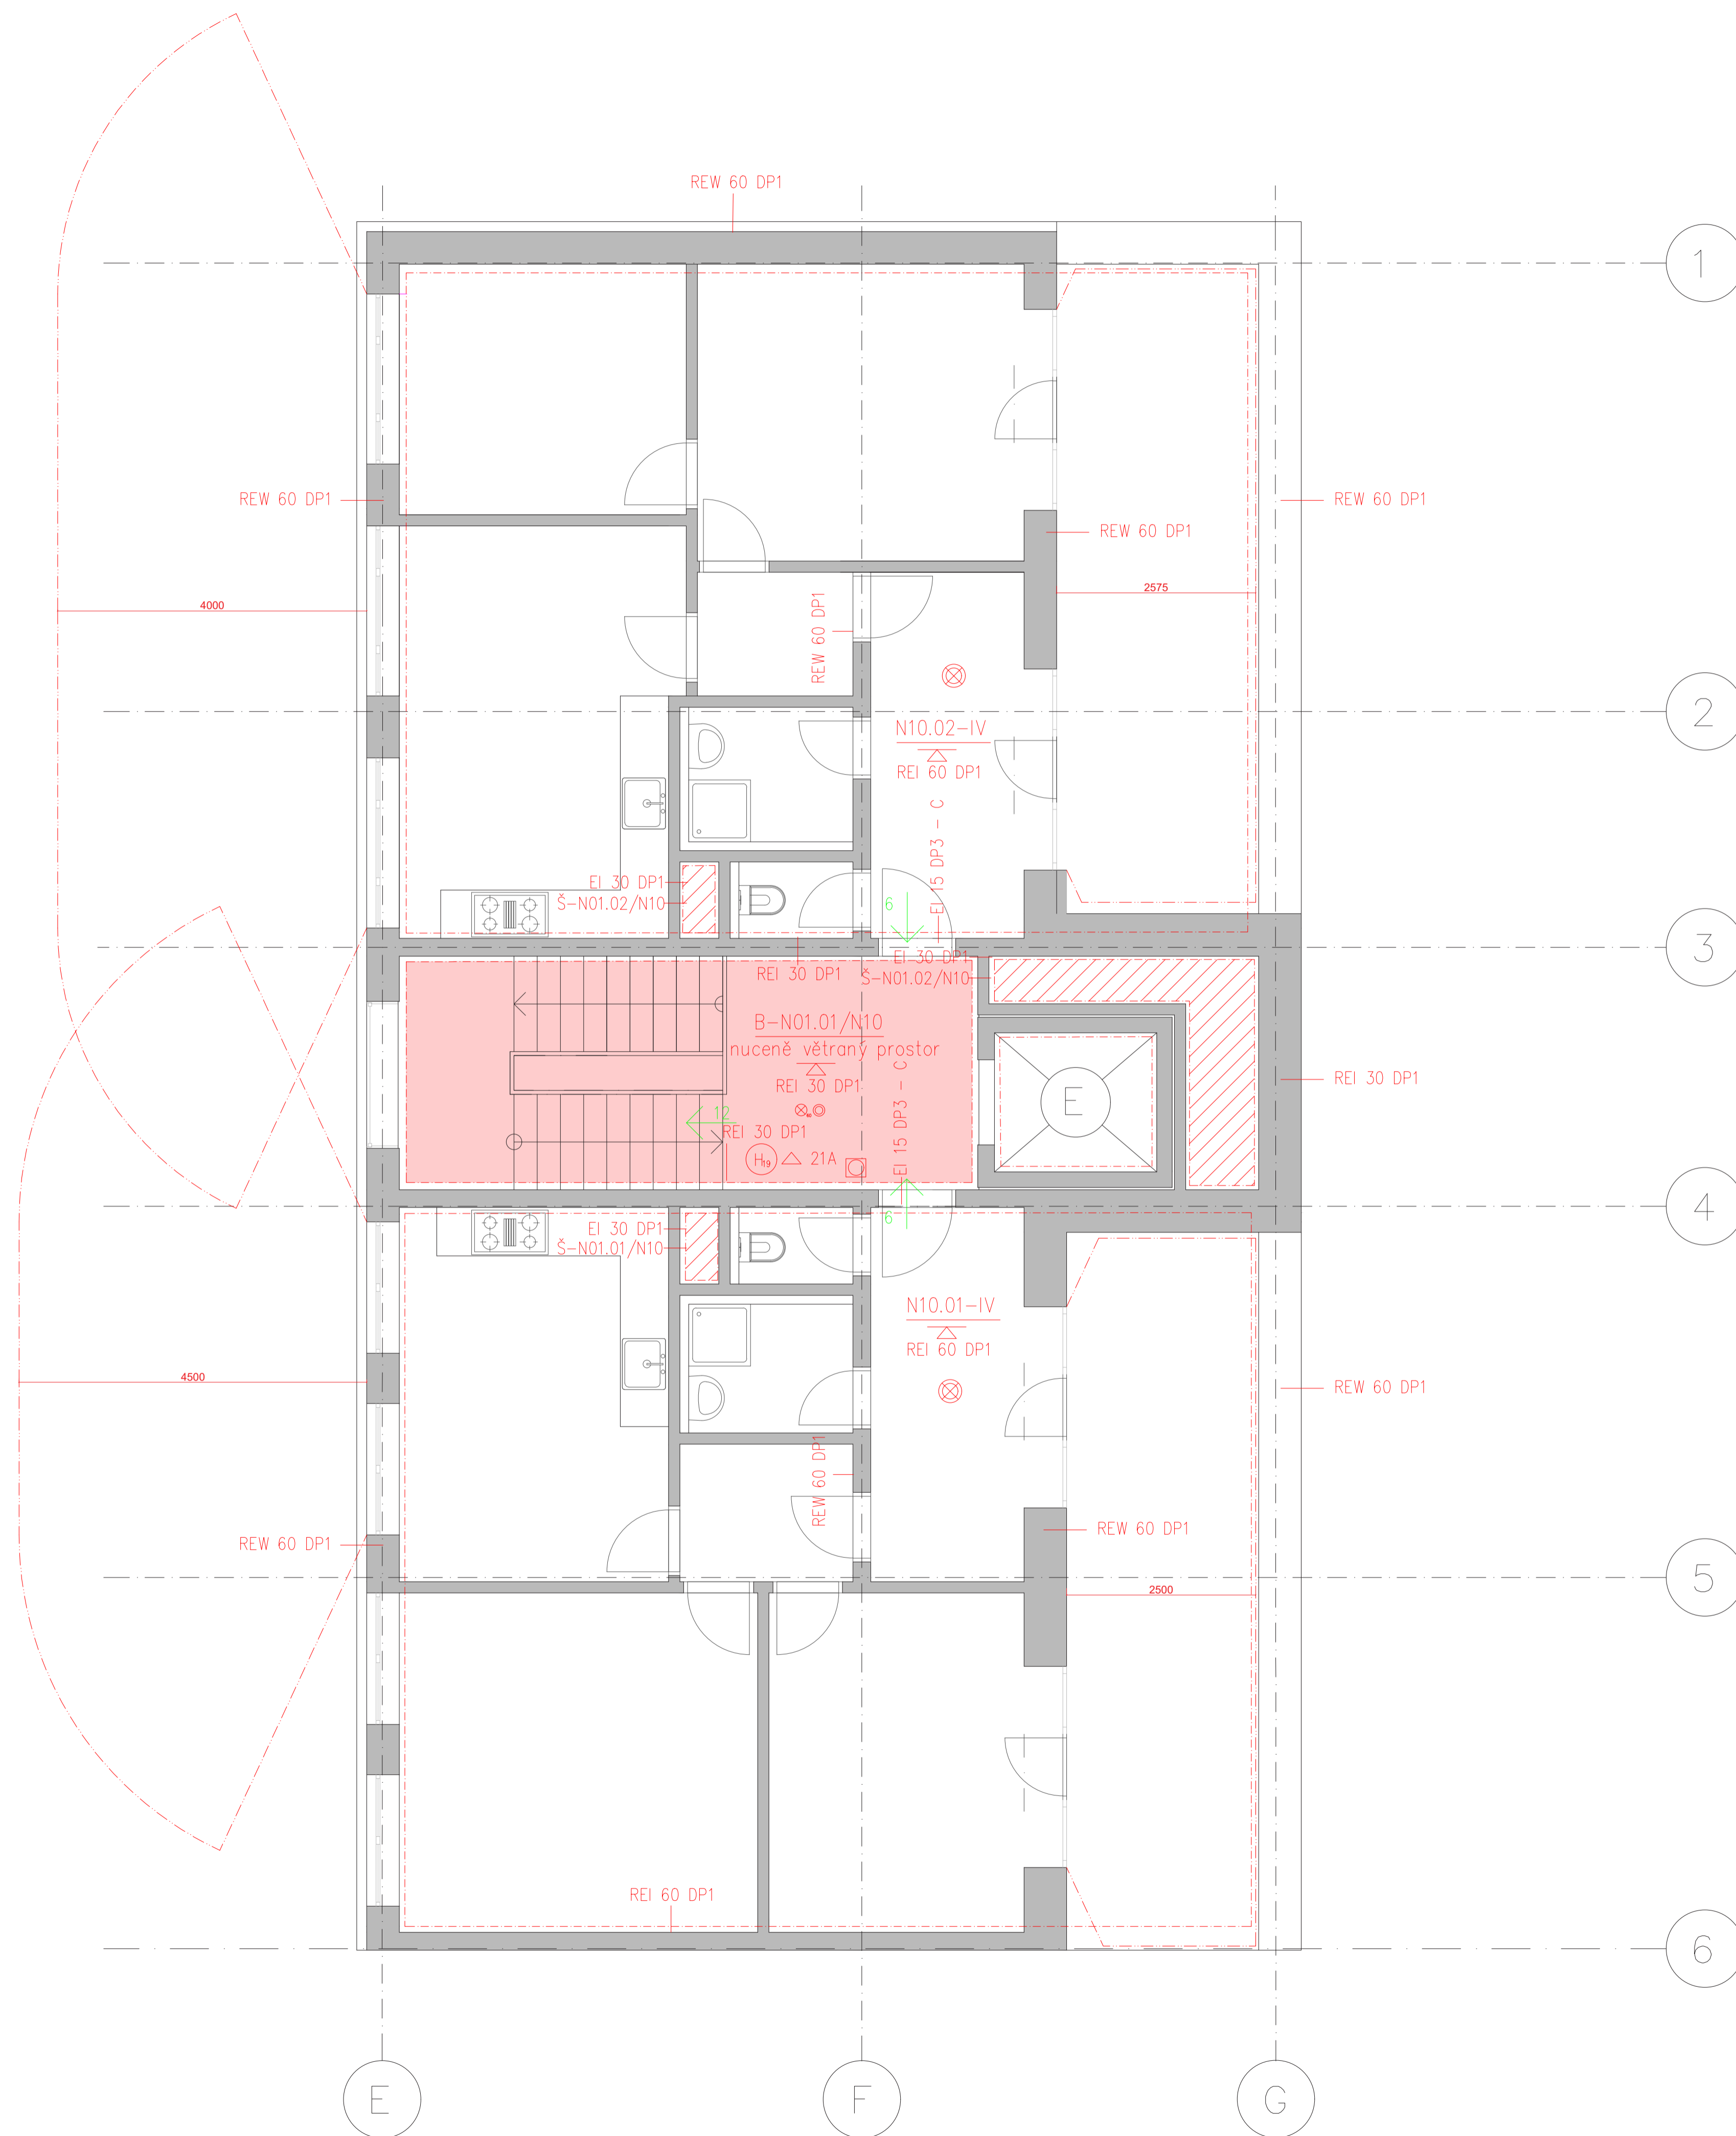 REW 60 DP1
1
REW 60 DP1
REW 60 DP1
REW 60 DP1
2575
4000
REW 60 DP1
2
N10.02-IV
REI 60 DP1
EI 15 DP3 - C
EI 30 DP1
Š-N01.02/N10
6
3
EI 30 DP1
Š-N01.02/N10
REI 30 DP1
B-N01.01/N10
nuceně větraný prostor
REI 30 DP1
EI 15 DP3 - C
E
REI 30 DP1
12
REI 30 DP1
H19
21A
4
6
EI 30 DP1
Š-N01.01/N10
N10.01-IV
REI 60 DP1
4500
REW 60 DP1
REW 60 DP1
REW 60 DP1
REW 60 DP1
5
2500
REI 60 DP1
6
E
F
G